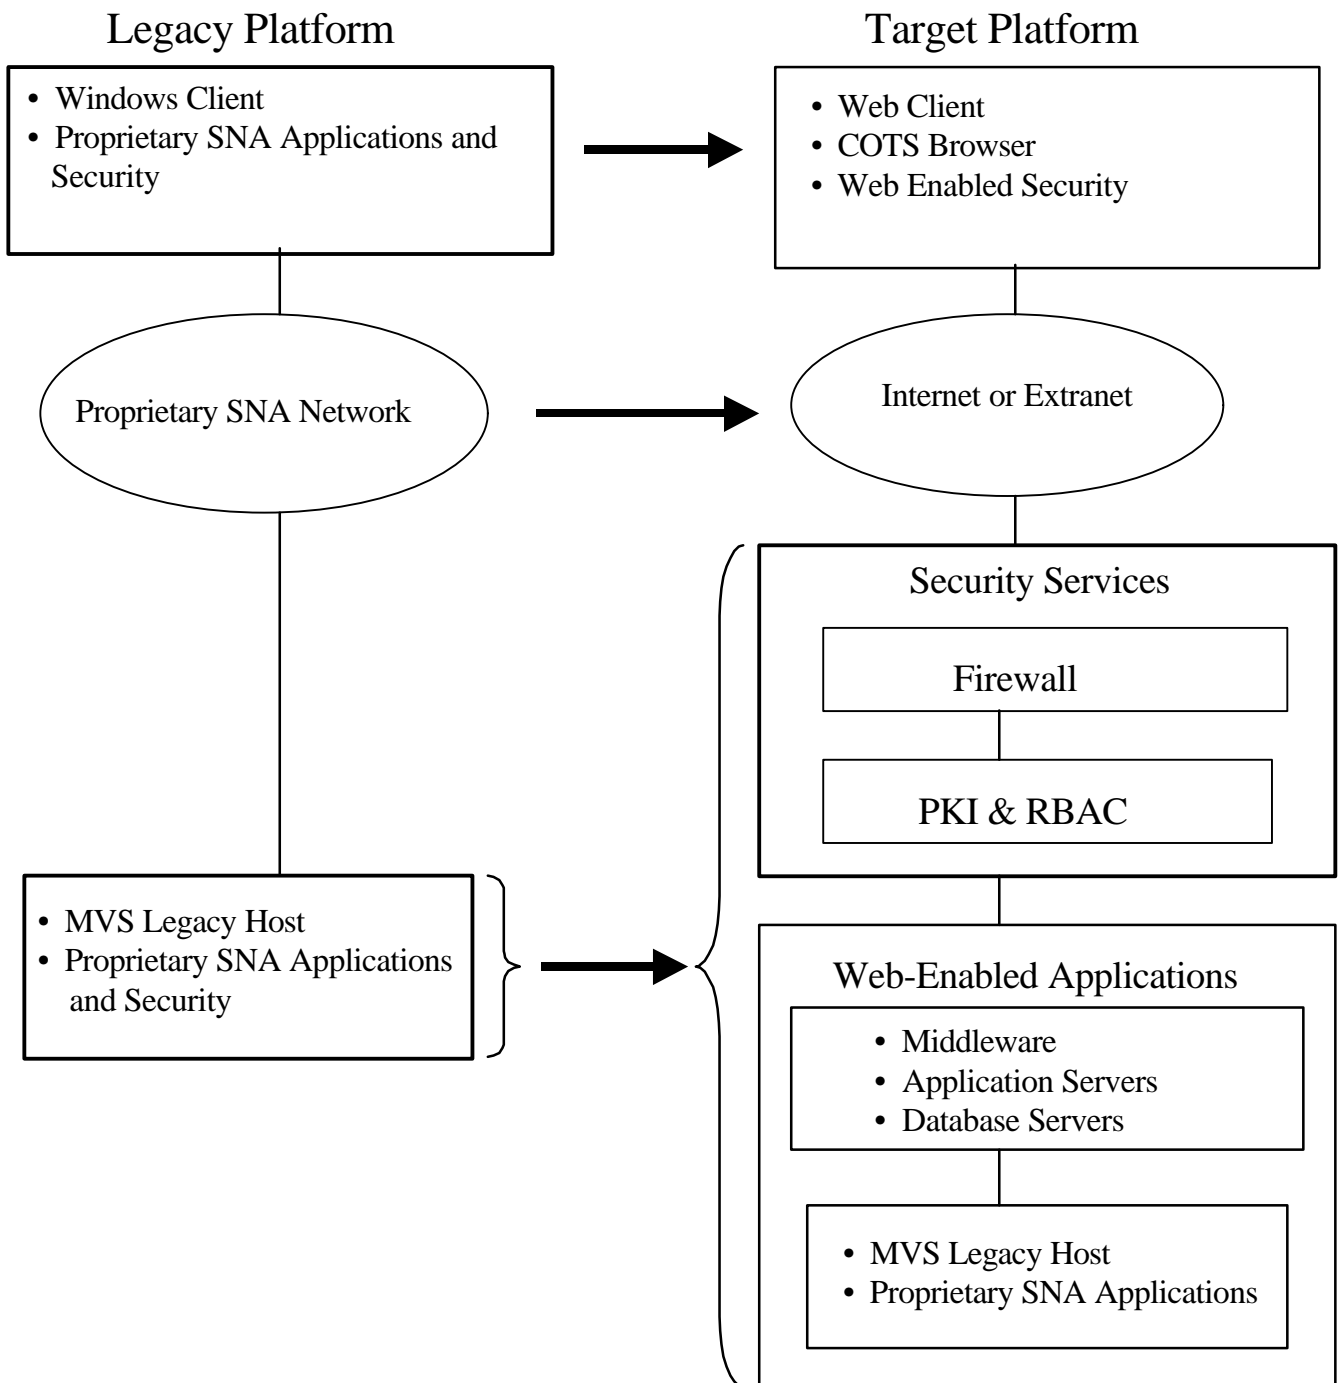 Legacy Platform
• Windows Client
• Proprietary SNA Applications and
Security
Proprietary SNA Network
• MVS Legacy Host
• Proprietary SNA Applications
and Security
Target Platform
• Web Client
• COTS Browser
• Web Enabled Security
Internet or Extranet
Security Services
Firewall
PKI & RBAC
Web-Enabled Applications
• Middleware
• Application Servers
• Database Servers
• MVS Legacy Host
• Proprietary SNA Applications